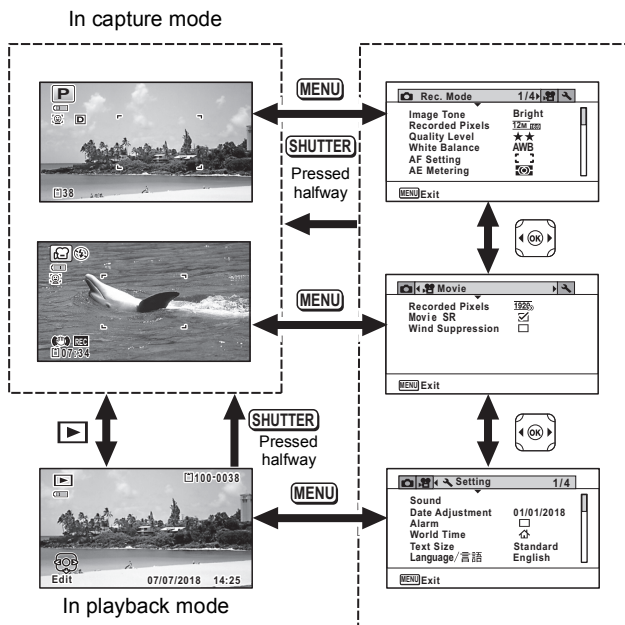 In capture mode
P
D
38
MENU
SHUTTER
Pressed
halfway
Rec. Mode 1/4
Image Tone Bright
Recorded Pixels 12M 16:9
Quality Level ★★
White Balance AWB
AF Setting
AE Metering
MENU Exit
OK
REC
07:34
MENU
Movie
Recorded Pixels 1920
Movie SR ☑
Wind Suppression ☐
MENU Exit
OK
SHUTTER
Pressed
halfway
100-0038
Edit 07/07/2018 14:25
MENU
Setting 1/4
Sound
Date Adjustment 01/01/2018
Alarm ☐
World Time
Text Size Standard
Language/言語 English
MENU Exit
In playback mode